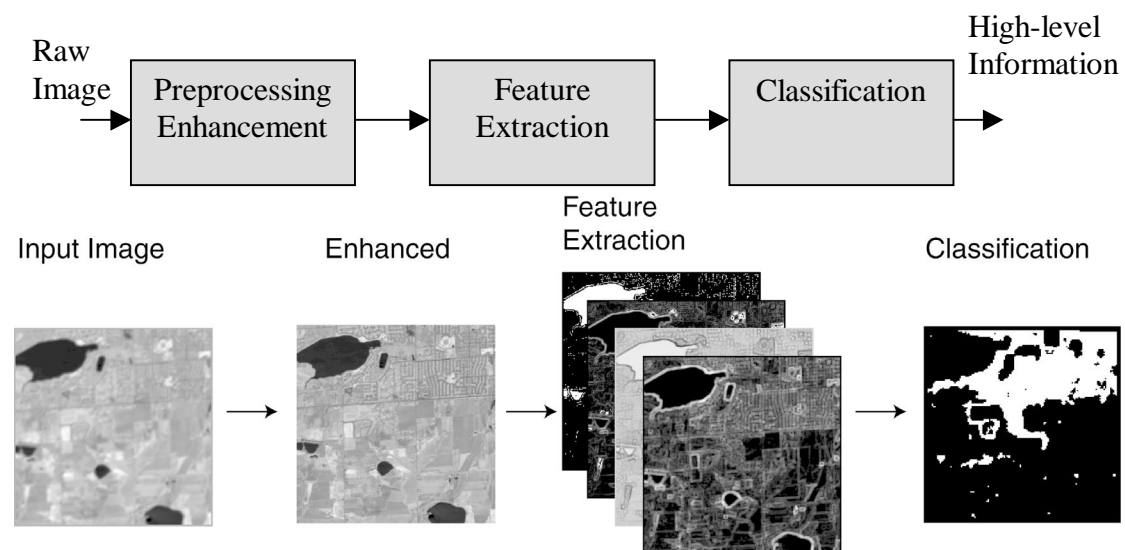 Raw
Image
Preprocessing
Enhancement
Feature
Extraction
Classification
High-level
Information
Input Image
Enhanced
Feature
Extraction
Classification